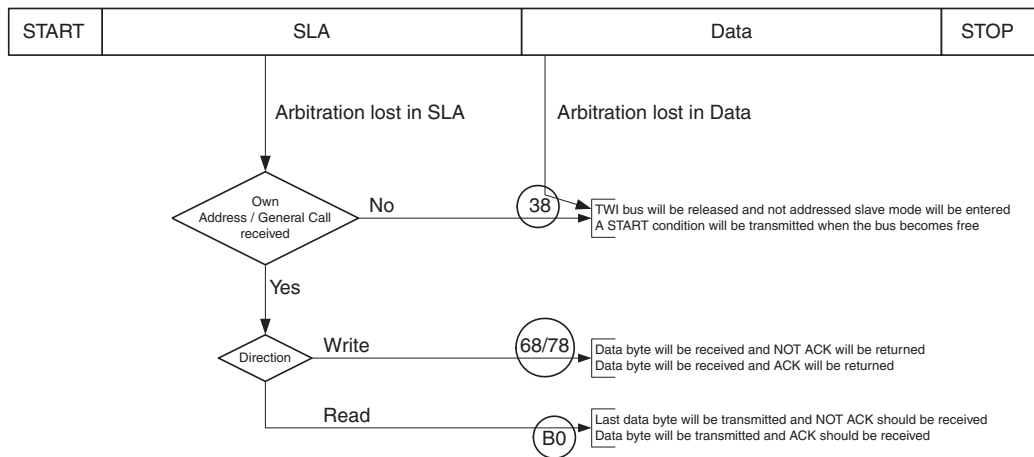 START
SLA
Data
STOP
Arbitration lost in SLA
Arbitration lost in Data
Own
Address / General Call
received
No
38
TWI bus will be released and not addressed slave mode will be entered
A START condition will be transmitted when the bus becomes free
Yes
Direction
Write
68/78
Data byte will be received and NOT ACK will be returned
Data byte will be received and ACK will be returned
Read
B0
Last data byte will be transmitted and NOT ACK should be received
Data byte will be transmitted and ACK should be received